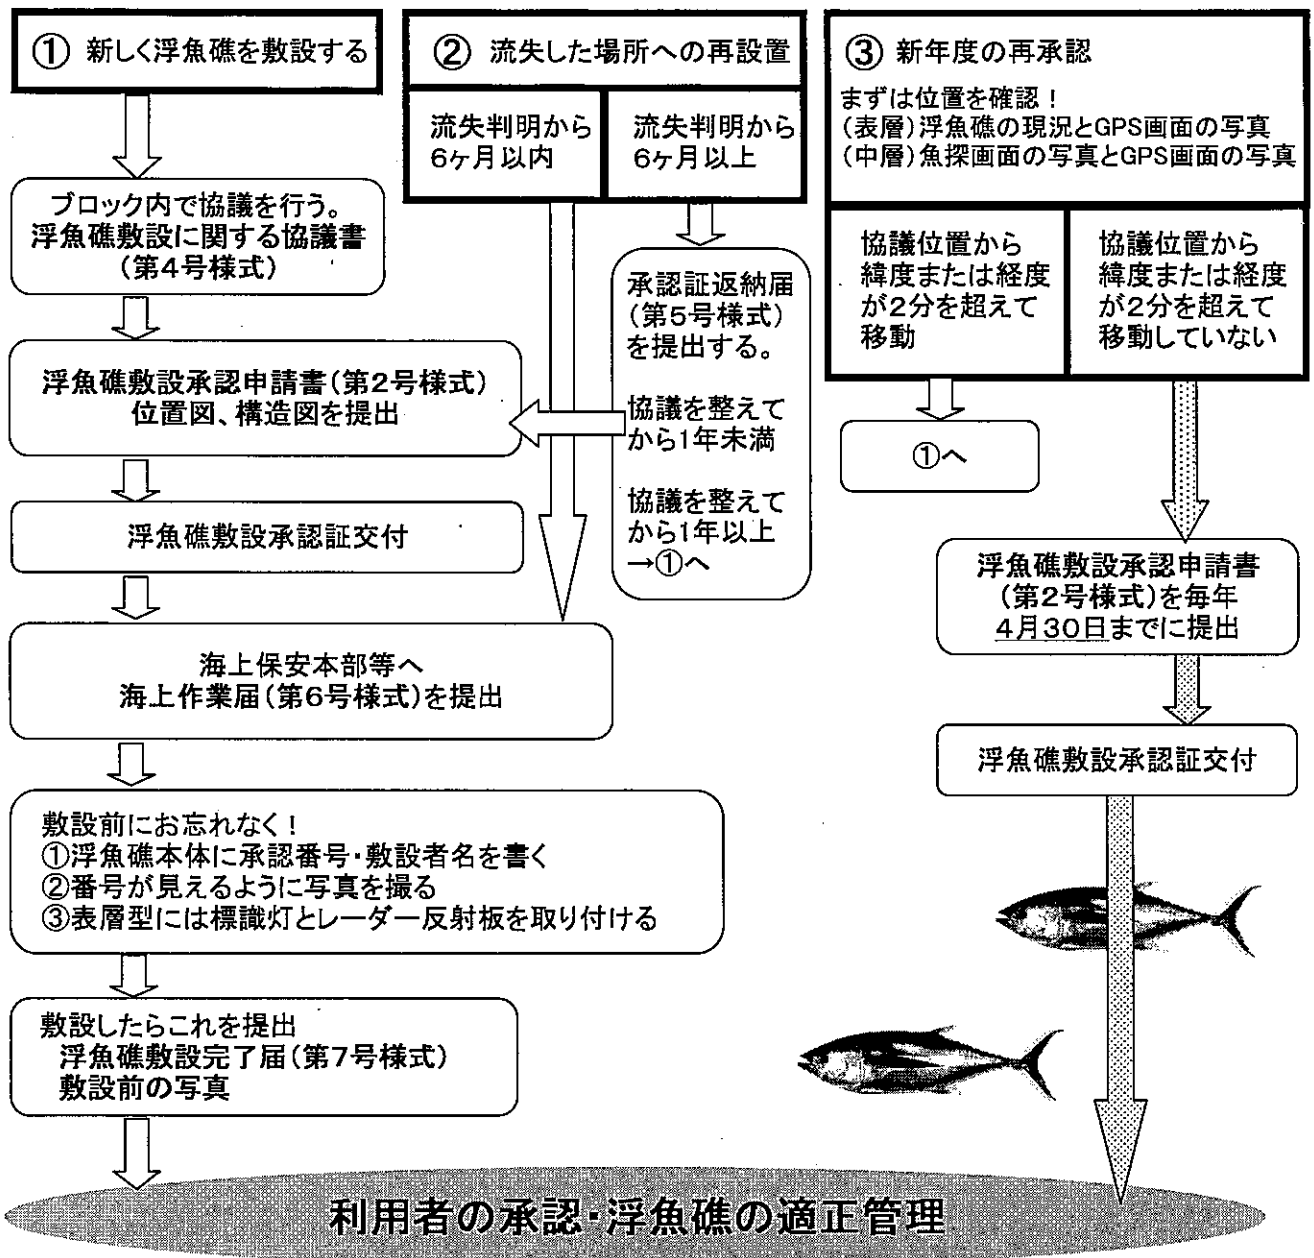 ① 新しく浮魚礁を敷設する
ブロック内で協議を行う。
浮魚礁敷設に関する協議書
(第4号様式)
浮魚礁敷設承認申請書(第2号様式)
位置図、構造図を提出
浮魚礁敷設承認証交付
海上保安本部等へ
海上作業届(第6号様式)を提出
敷設前にお忘れなく!
①浮魚礁本体に承認番号・敷設者名を書く
②番号が見えるように写真を撮る
③表層型には標識灯とレーダー反射板を取り付ける
敷設したらこれを提出
浮魚礁敷設完了届(第7号様式)
敷設前の写真
② 流失した場所への再設置
流失判明から
6ヶ月以内
流失判明から
6ヶ月以上
承認証返納届
(第5号様式)
を提出する。
協議を整えて
から1年未満
協議を整えて
から1年以上
→①へ
③ 新年度の再承認
まずは位置を確認!
(表層)浮魚礁の現況とGPS画面の写真
(中層)魚探画面の写真とGPS画面の写真
協議位置から
緯度または経度
が2分を超えて
移動
協議位置から
緯度または経度
が2分を超えて
移動していない
①へ
浮魚礁敷設承認申請書
(第2号様式)を毎年
4月30日までに提出
浮魚礁敷設承認証交付
利用者の承認・浮魚礁の適正管理